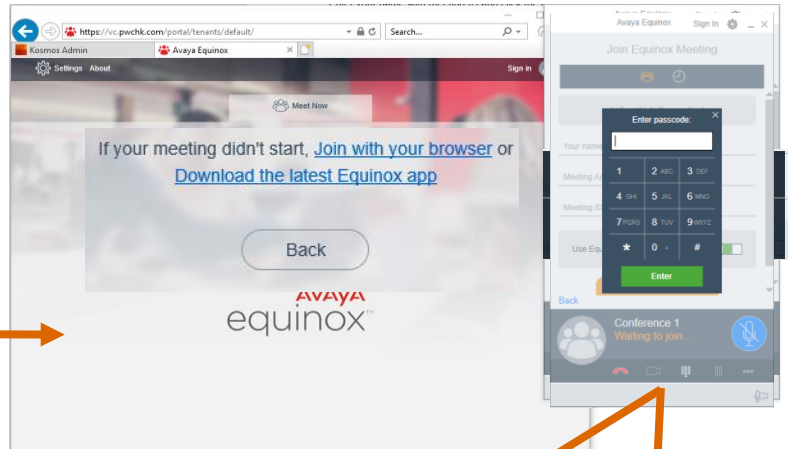 https://vc.pwchk.com/portal/tenants/default/
Search...
Kosmos Admin
Avaya Equinox
Settings About
Sign in
Meet Now
If your meeting didn't start, Join with your browser or
Download the latest Equinox app
Back
AVAYA
equinox™
Avaya Equinox
Sign In
Join Equinox Meeting
Enter passcode:
Your name
Meeting
Meeting ID
1
2 ABC
3 DEF
4 GHI
5 JKL
6 MNO
7 PQRS
8 TUV
9 WXYZ
*
0
#
Use Equ
Enter
Back
Conference 1
Waiting to join...